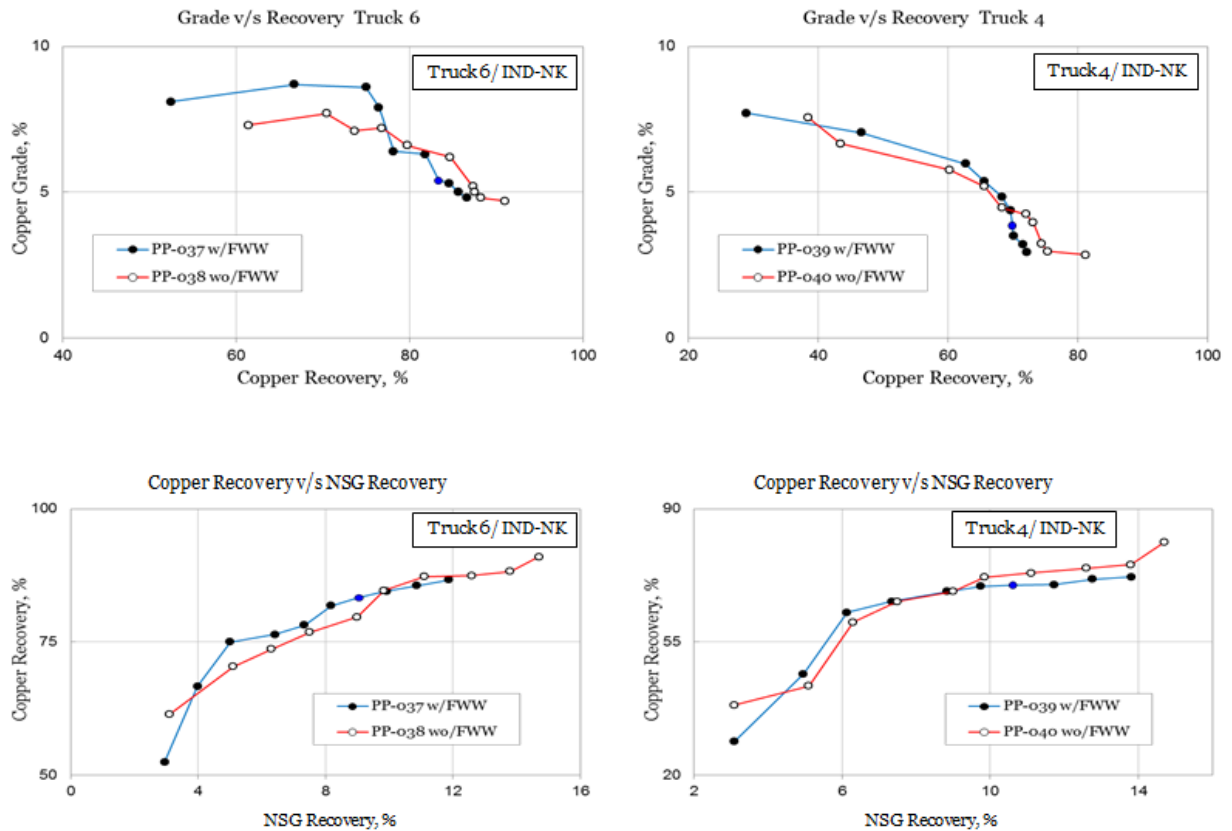 Grade v/s Recovery Truck 6
10
5
0
40
60
80
100
Copper Grade, %
Copper Recovery, %
Truck6/ IND-NK
PP-037 w/FWW
PP-038 wo/FWW
Grade v/s Recovery Truck 4
10
5
0
20
40
60
80
100
Copper Grade, %
Copper Recovery, %
Truck4/ IND-NK
PP-039 w/FWW
PP-040 wo/FWW
Copper Recovery v/s NSG Recovery
100
75
50
0
4
8
12
16
Copper Recovery, %
NSG Recovery, %
Truck6/ IND-NK
PP-037 w/FWW
PP-038 wo/FWW
Copper Recovery v/s NSG Recovery
90
55
20
2
6
10
14
Copper Recovery, %
NSG Recovery, %
Truck4/ IND-NK
PP-039 w/FWW
PP-040 wo/FWW